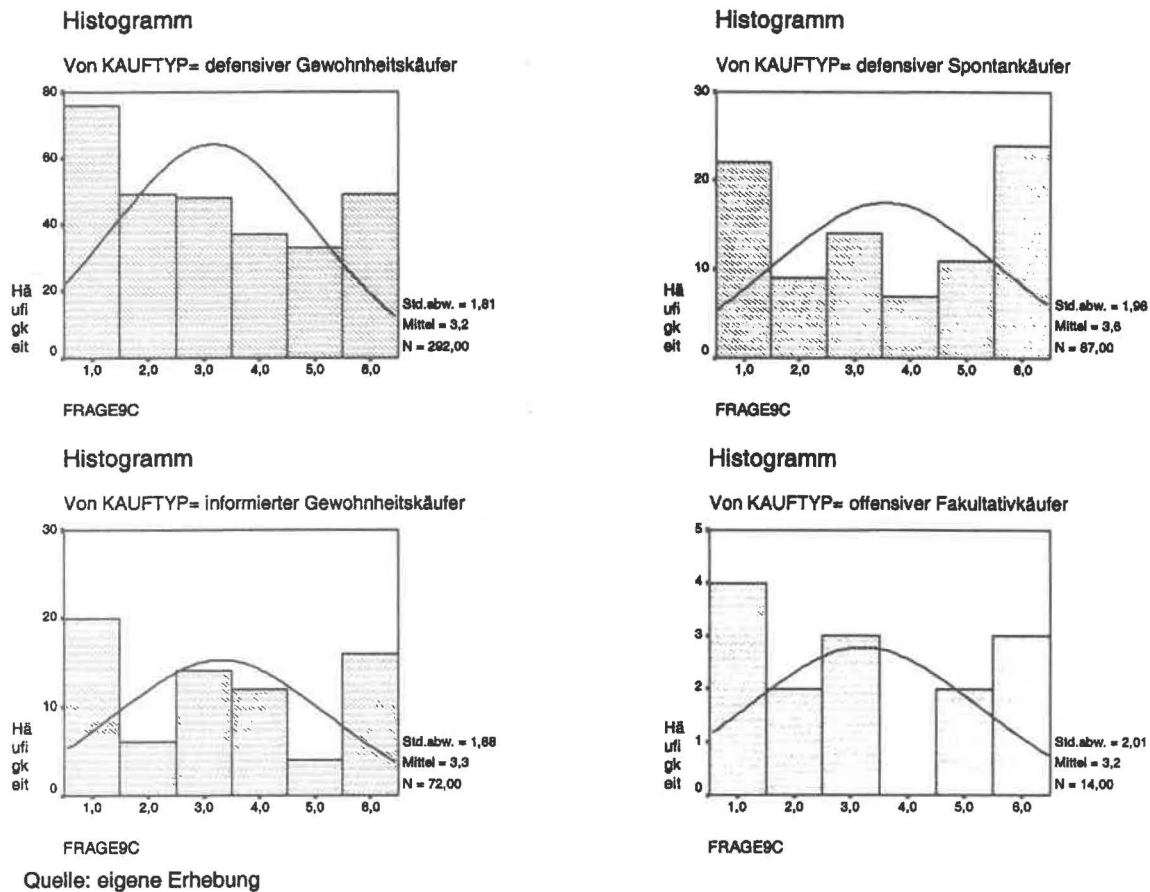 Histogramm
Von KAUFTYP= defensiver Gewohnheitskäufer
80
60
40
20
0
Hä
ufi
gk
eit
1,0 2,0 3,0 4,0 5,0 6,0
Std.abw. = 1,81
Mittel = 3,2
N = 292,00
FRAGE9C
Histogramm
Von KAUFTYP= defensiver Spontankäufer
30
20
10
0
Hä
ufi
gk
eit
1,0 2,0 3,0 4,0 5,0 6,0
Std.abw. = 1,98
Mittel = 3,6
N = 87,00
FRAGE9C
Histogramm
Von KAUFTYP= informierter Gewohnheitskäufer
30
20
10
0
Hä
ufi
gk
eit
1,0 2,0 3,0 4,0 5,0 6,0
Std.abw. = 1,88
Mittel = 3,3
N = 72,00
FRAGE9C
Histogramm
Von KAUFTYP= offensiver Fakultativkäufer
5
4
3
2
1
0
Hä
ufi
gk
eit
1,0 2,0 3,0 4,0 5,0 6,0
Std.abw. = 2,01
Mittel = 3,2
N = 14,00
FRAGE9C
Quelle: eigene Erhebung